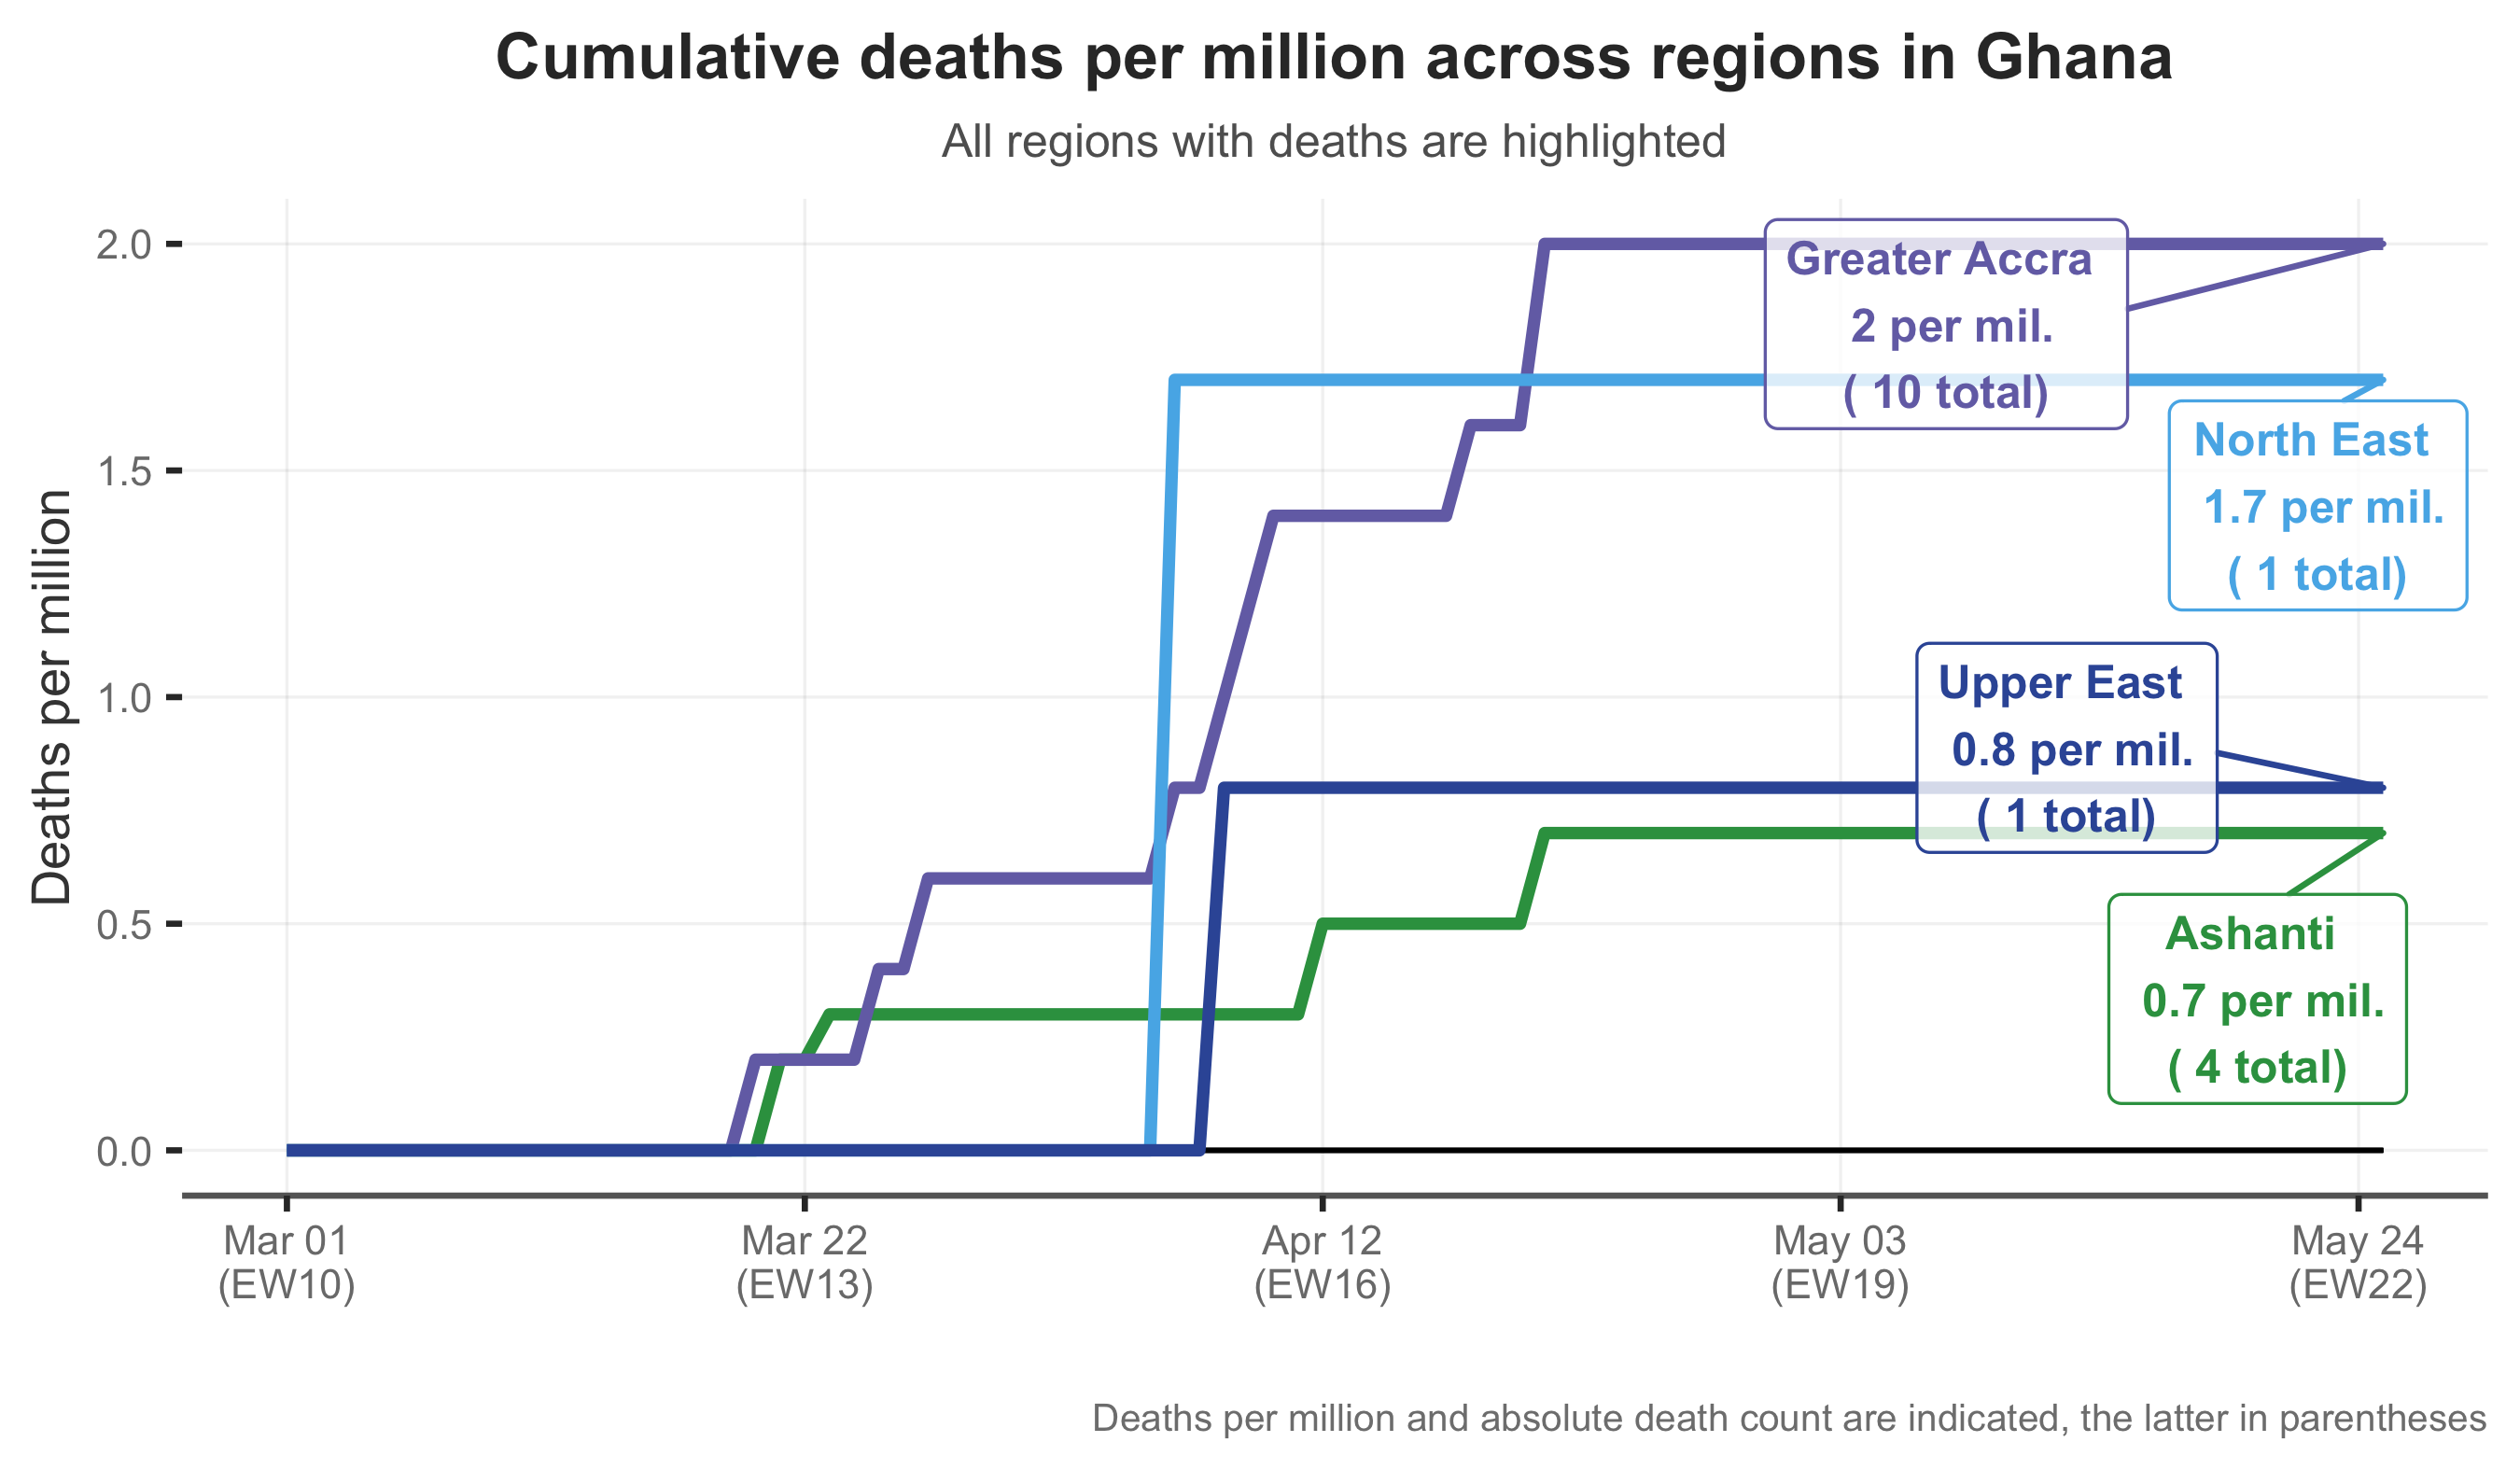 Cumulative deaths per million across regions in Ghana
All regions with deaths are highlighted
Deaths per million
2.0
1.5
1.0
0.5
0.0
Greater Accra
2 per mil.
( 10 total)
North East
1.7 per mil.
( 1 total)
Upper East
0.8 per mil.
( 1 total)
Ashanti
0.7 per mil.
( 4 total)
Mar 01
(EW10)
Mar 22
(EW13)
Apr 12
(EW16)
May 03
(EW19)
May 24
(EW22)
Deaths per million and absolute death count are indicated, the latter in parentheses